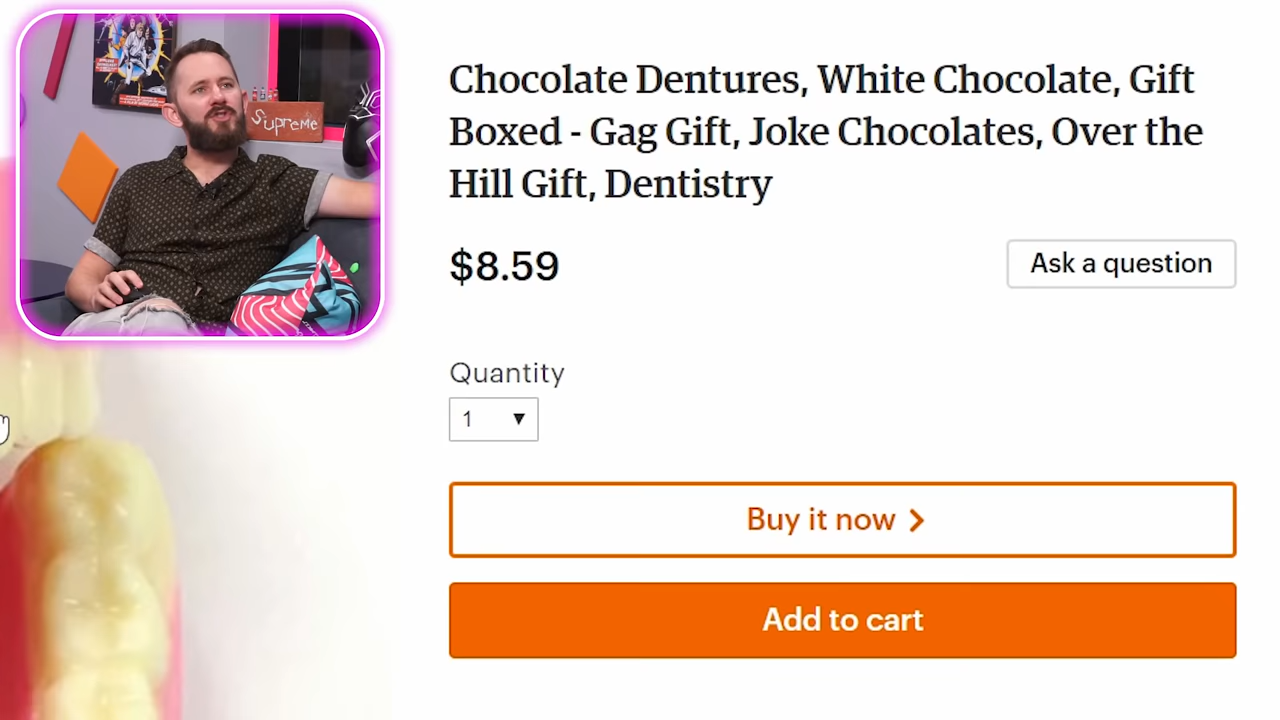 Supreme
Chocolate Dentures, White Chocolate, Gift
Boxed - Gag Gift, Joke Chocolates, Over the
Hill Gift, Dentistry
$8.59
Ask a question
Quantity
1
Buy it now
Add to cart